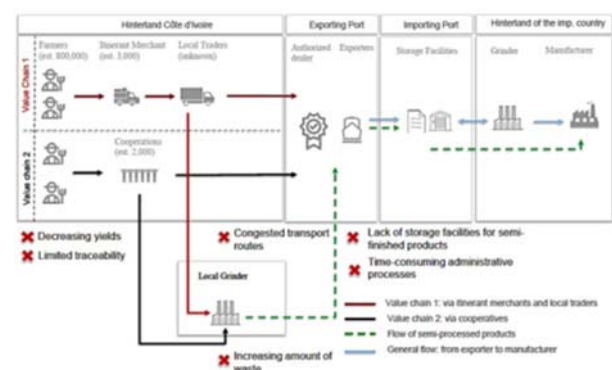 Hinterland Côte d'Ivoire
Exporting Port
Importing Port
Hinterland of the imp. country
Value Chain 1
Farmers
(est. 800,000)
Itinerant Merchant
(est. 3,000)
Local Traders
(unknown)
Authorized
dealer
Exporters
Storage Facilities
Grinder
Manufacturer
Value chain 2
Cooperations
(est. 2,000)
Decreasing yields
Limited traceability
Congested transport
routes
Lack of storage facilities for semi-
finished products
Time-consuming administrative
processes
Local Grinder
Increasing amount of
waste
Value chain 1: via itinerant merchants and local traders
Value chain 2: via cooperatives
Flow of semi-processed products
General flow: from exporter to manufacturer